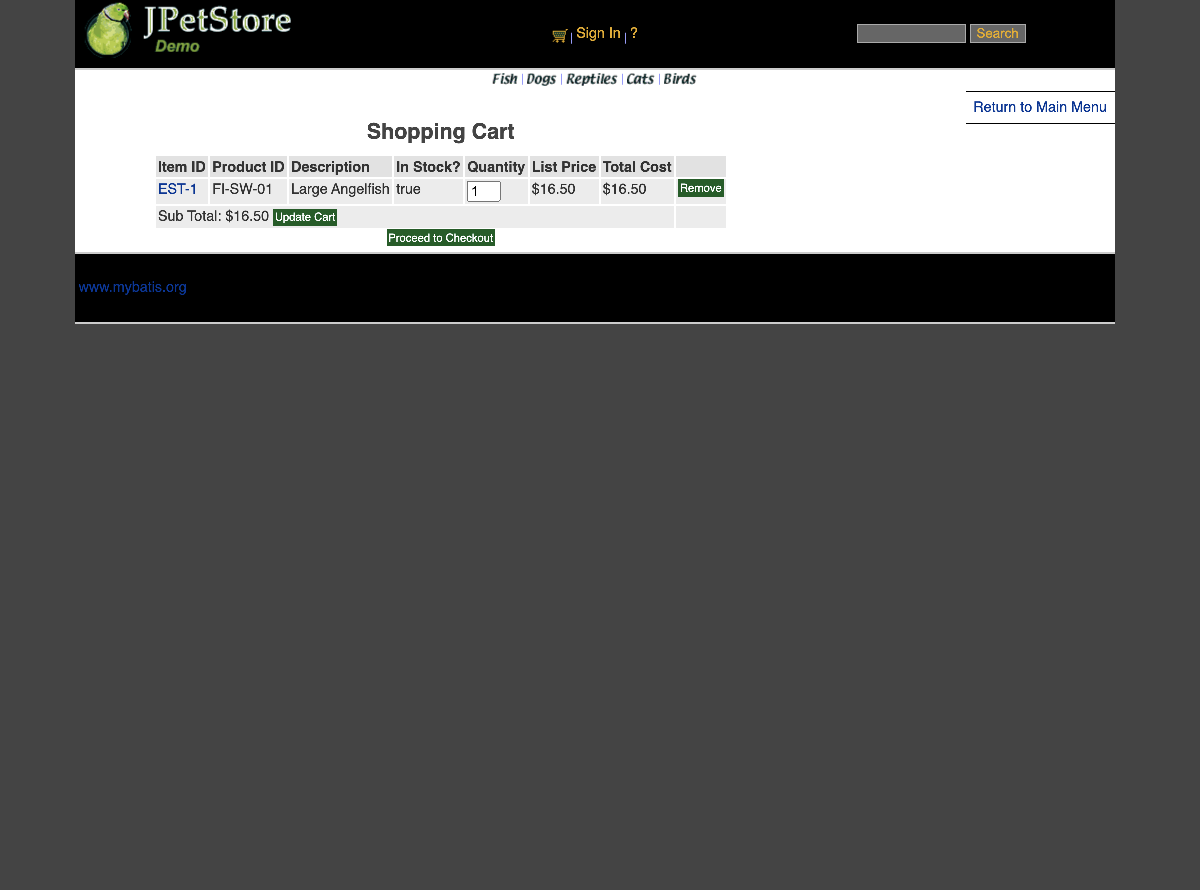 JPetStore
Demo
Sign In | ?
Search
Fish | Dogs | Reptiles | Cats | Birds
Return to Main Menu
Shopping Cart
Item ID Product ID Description In Stock? Quantity List Price Total Cost
EST-1 FI-SW-01 Large Angelfish true 1 $16.50 $16.50 Remove
Sub Total: $16.50 Update Cart
Proceed to Checkout
www.mybatis.org